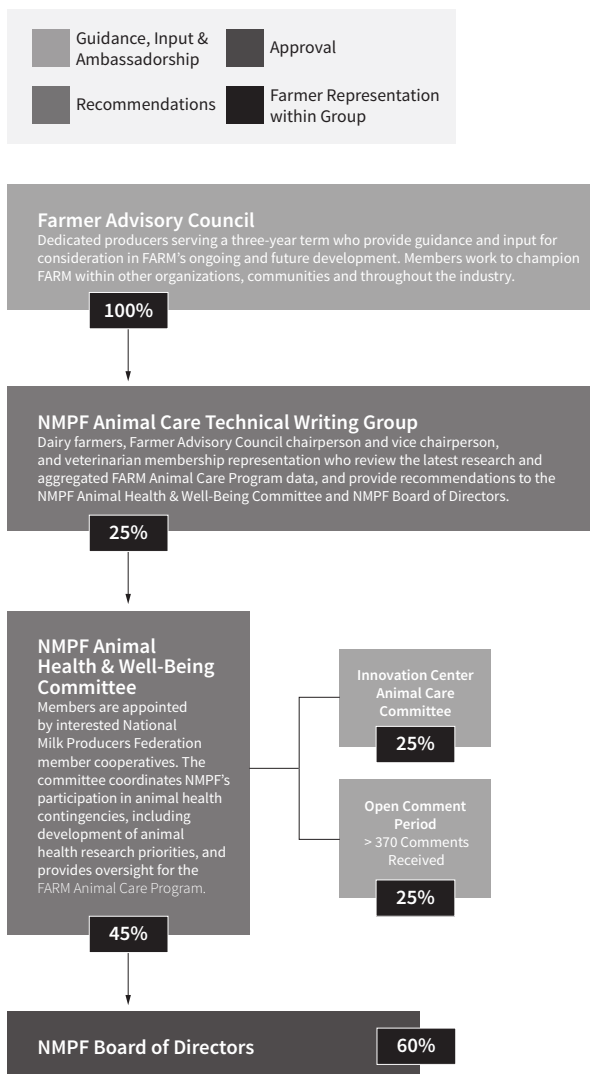 Guidance, Input &
Ambassadorship
Approval
Recommendations
Farmer Representation
within Group
Farmer Advisory Council
Dedicated producers serving a three-year term who provide guidance and input for
consideration in FARM's ongoing and future development. Members work to champion
FARM within other organizations, communities and throughout the industry.
100%
NMPF Animal Care Technical Writing Group
Dairy farmers, Farmer Advisory Council chairperson and vice chairperson,
and veterinarian membership representation who review the latest research and
aggregated FARM Animal Care Program data, and provide recommendations to the
NMPF Animal Health & Well-Being Committee and NMPF Board of Directors.
25%
NMPF Animal
Health & Well-Being
Committee
Members are appointed
by interested National
Milk Producers Federation
member cooperatives. The
committee coordinates NMPF's
participation in animal health
contingencies, including
development of animal
health research priorities, and
provides oversight for the
FARM Animal Care Program.
45%
Innovation Center
Animal Care
Committee
25%
Open Comment
Period
> 370 Comments
Received
25%
NMPF Board of Directors
60%